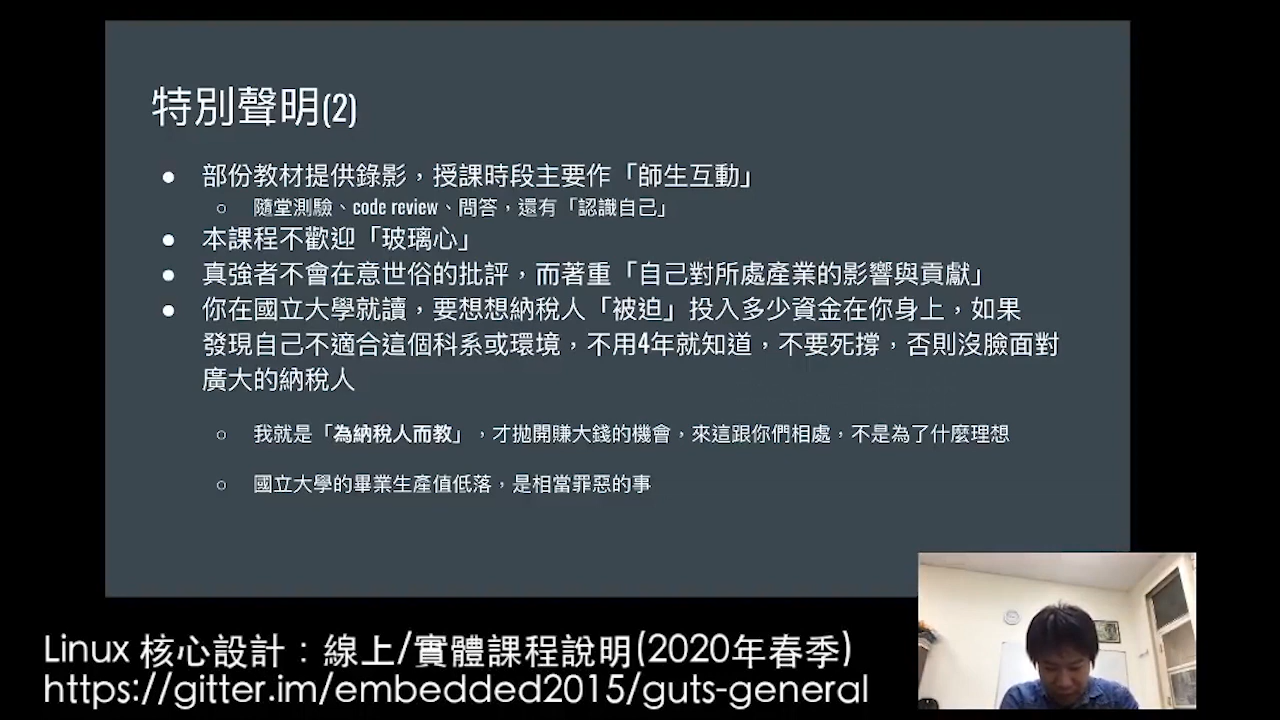 特別聲明(2)
● 部份教材提供錄影，授課時段主要作「師生互動」
○ 隨堂測驗、code review、問答，還有「認識自己」
● 本課程不歡迎「玻璃心」
● 真強者不會在意世俗的批評，而著重「自己對所處產業的影響與貢獻」
● 你在國立大學就讀，要想想納稅人「被迫」投入多少資金在你身上，如果
發現自己不適合這個科系或環境，不用4年就知道，不要死撐，否則沒臉面對
廣大的納稅人
○ 我就是「為納稅人而教」，才拋開賺大錢的機會，來這跟你們相處，不是為了什麼理想
○ 國立大學的畢業生產值低落，是相當罪惡的事
Linux 核心設計：線上/實體課程說明(2020年春季)
https://gitter.im/embedded2015/guts-general